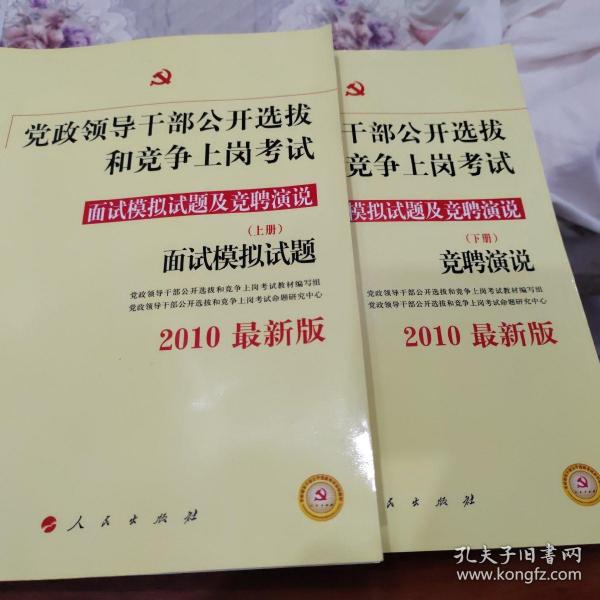 党政领导干部公开选拔
和竞争上岗考试
面试模拟试题及竞聘演说
(上册)
面试模拟试题
党政领导干部公开选拔和竞争上岗考试教材编写组
党政领导干部公开选拔和竞争上岗考试命题研究中心
2010 最新版
人民出版社
干部公开选拔
竞争上岗考试
模拟试题及竞聘演说
(下册)
竞聘演说
党政领导干部公开选拔和竞争上岗考试教材编写组
党政领导干部公开选拔和竞争上岗考试命题研究中心
2010 最新版
孔夫子旧书网
www.kongfz.com